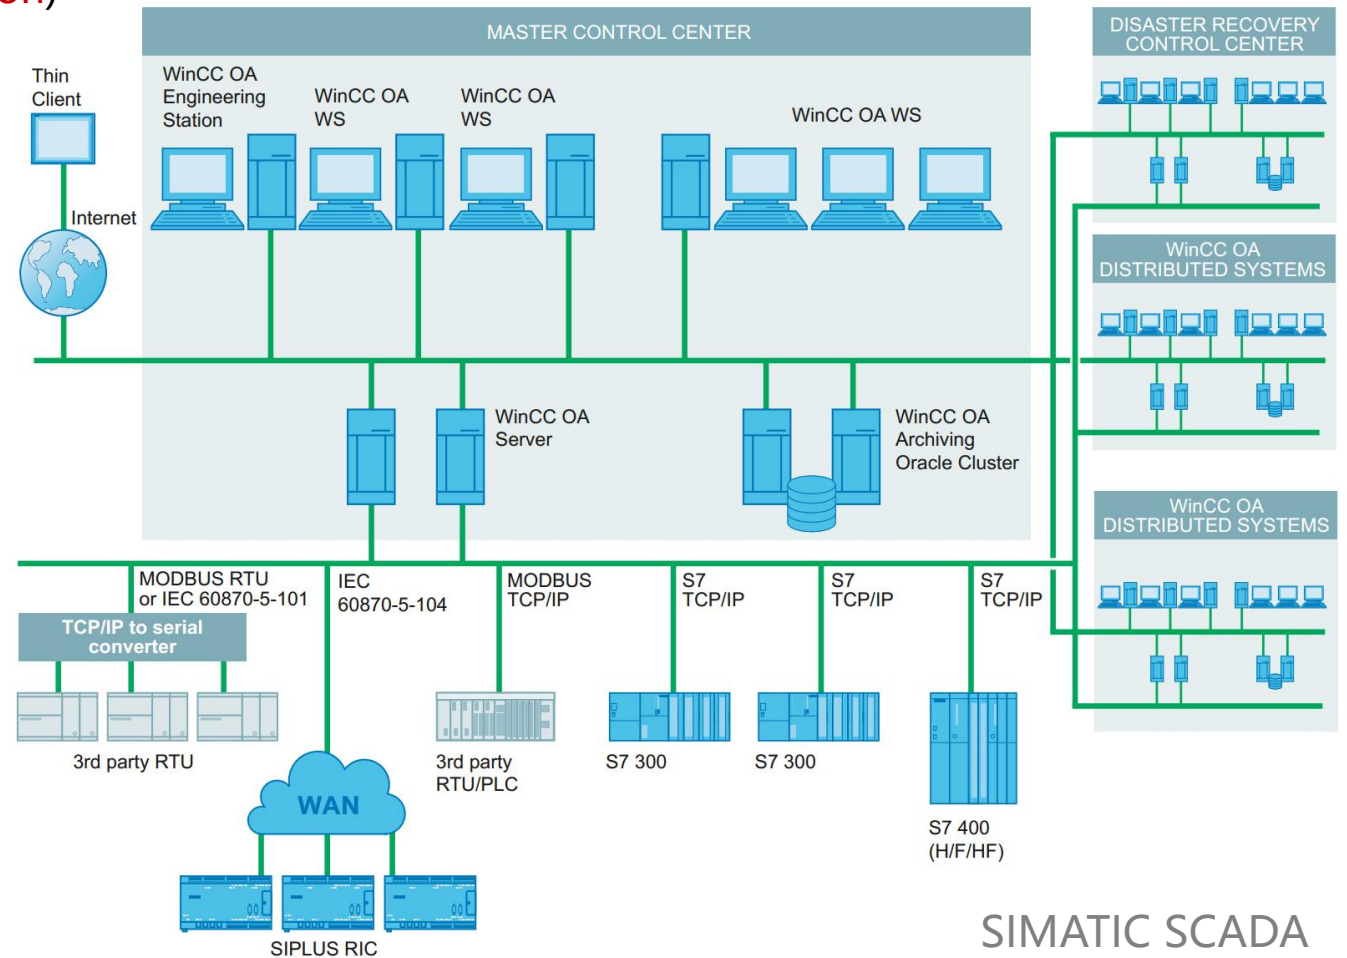 on)
MASTER CONTROL CENTER
DISASTER RECOVERY
CONTROL CENTER
Thin
Client
WinCC OA
Engineering
Station
WinCC OA
WS
WinCC OA
WS
WinCC OA WS
Internet
WinCC OA
DISTRIBUTED SYSTEMS
WinCC OA
Server
WinCC OA
Archiving
Oracle Cluster
WinCC OA
DISTRIBUTED SYSTEMS
MODBUS RTU
or IEC 60870-5-101
IEC
60870-5-104
MODBUS
TCP/IP
S7
TCP/IP
S7
TCP/IP
S7
TCP/IP
TCP/IP to serial
converter
3rd party RTU
3rd party
RTU/PLC
S7 300
S7 300
WAN
S7 400
(H/F/HF)
SIPLUS RIC
SIMATIC SCADA